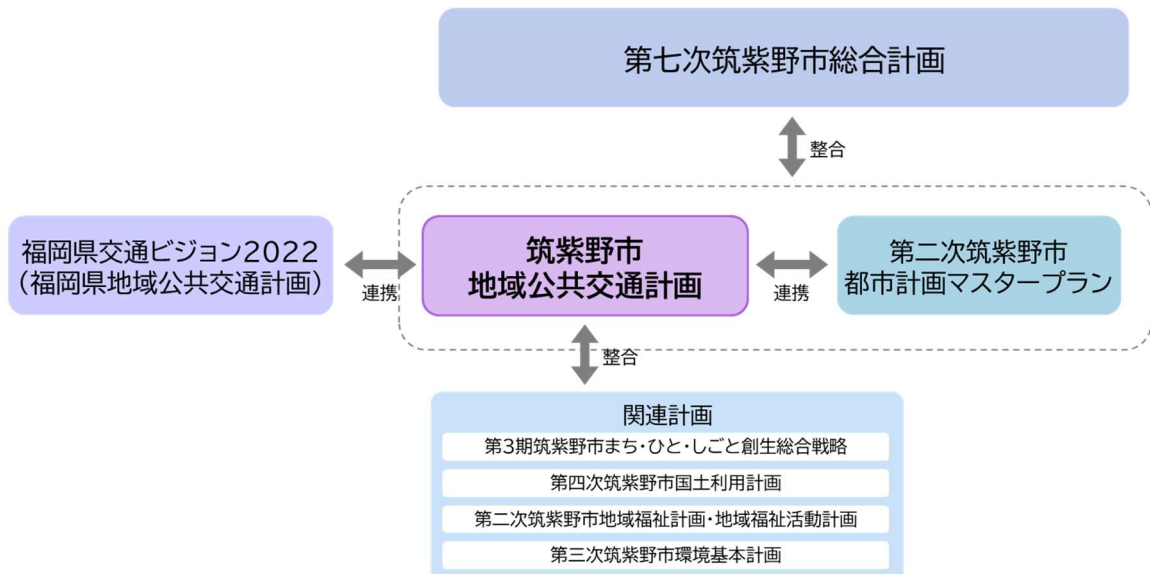 第七次筑紫野市総合計画
整合
福岡県交通ビジョン2022
（福岡県地域公共交通計画）
連携
筑紫野市
地域公共交通計画
連携
第二次筑紫野市
都市計画マスタープラン
整合
関連計画
第3期筑紫野市まち・ひと・しごと創生総合戦略
第四次筑紫野市国土利用計画
第二次筑紫野市地域福祉計画・地域福祉活動計画
第三次筑紫野市環境基本計画